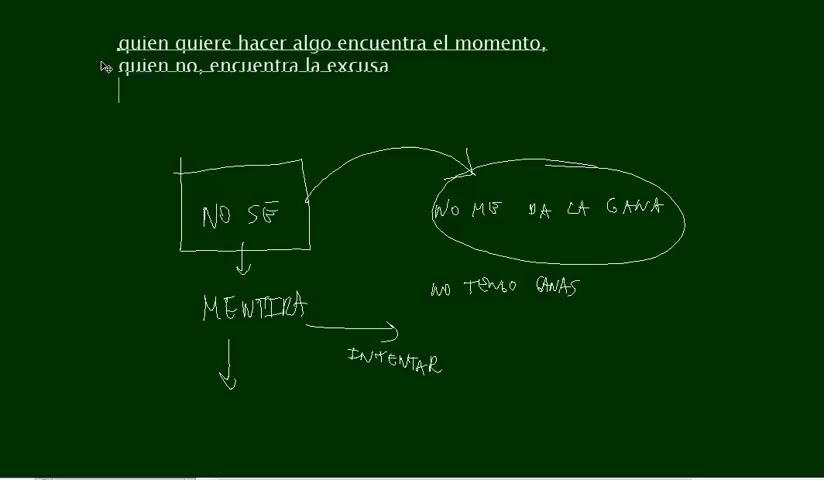 quien quiere hacer algo encuentra el momento,
quien no, encuentra la excusa
NO SÉ
NO ME DA LA GANA
NO TENGO GANAS
MENTIRA
INTENTAR